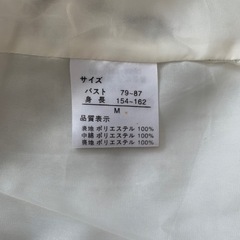 サイズ
バスト 79~87
身長 154~162
M
品質表示
表地 ポリエステル 100%
中綿 ポリエステル 100%
裏地 ポリエステル 100%